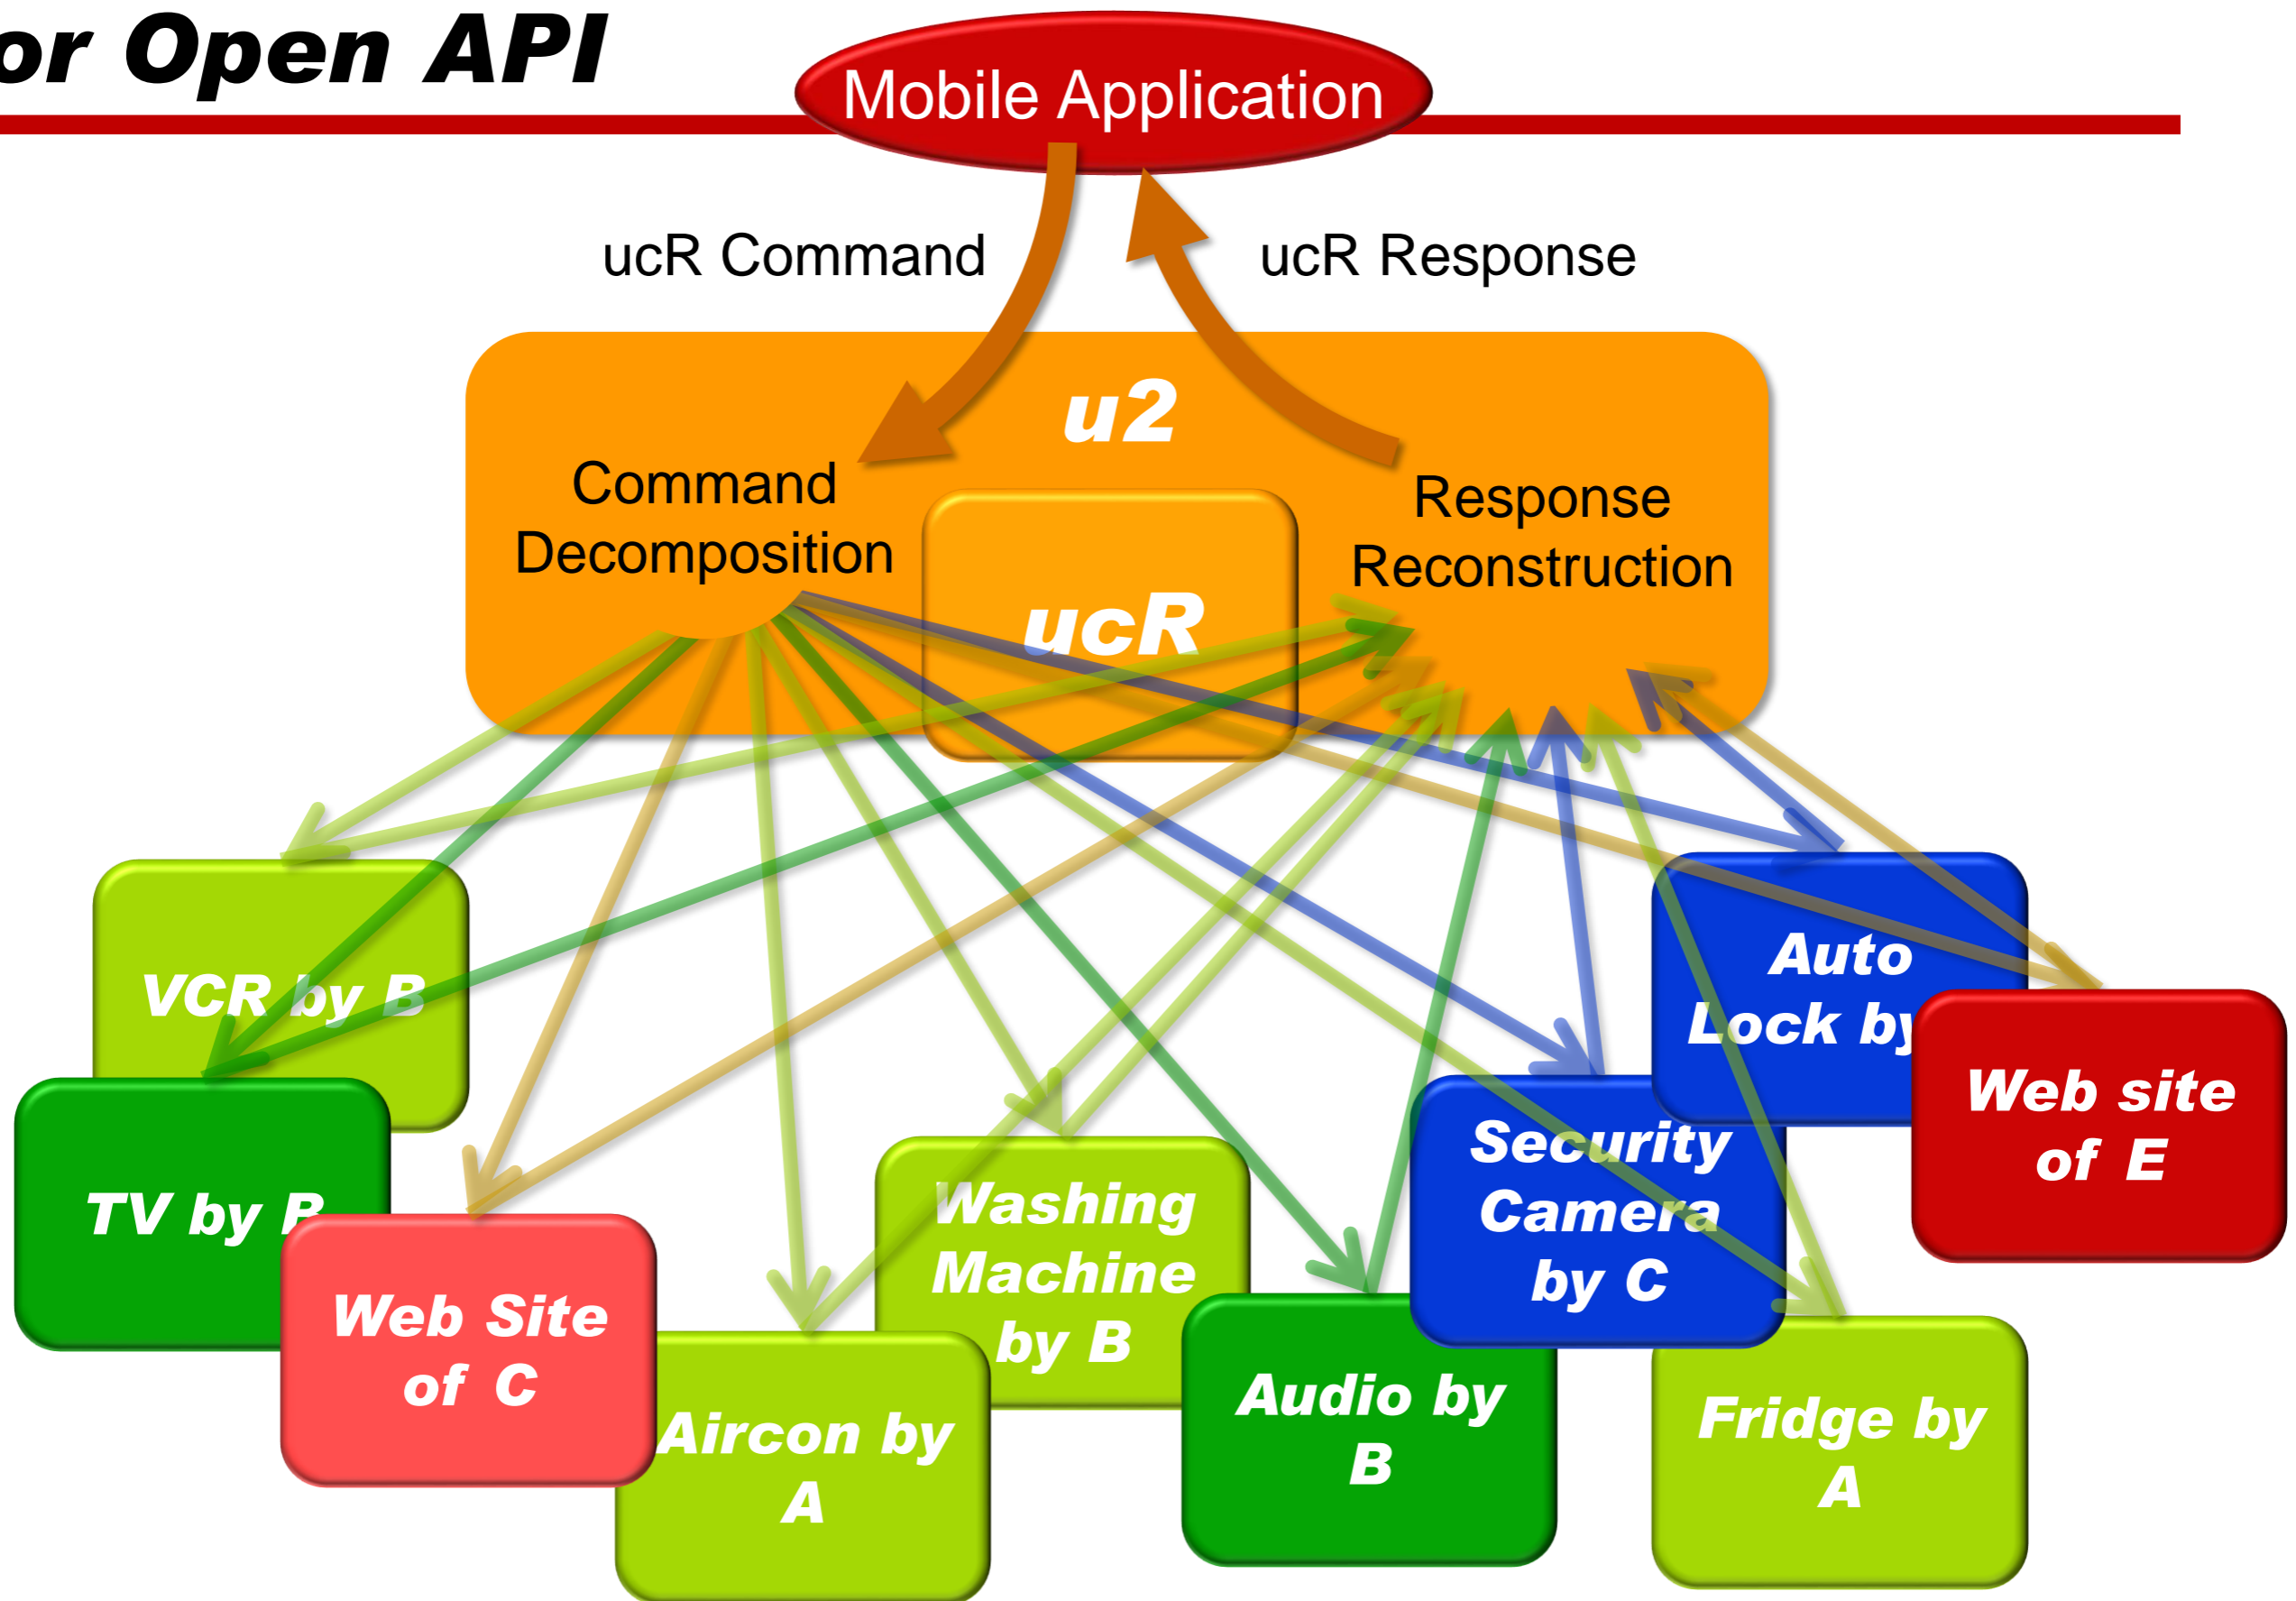 or Open API
Mobile Application
ucR Command
ucR Response
u2
Command
Decomposition
Response
Reconstruction
ucR
VCR by B
Auto
Lock by
Web site
of E
TV by B
Security
Camera
by C
Washing
Machine
by B
Web Site
of C
Audio by
B
Aircon by
A
Fridge by
A